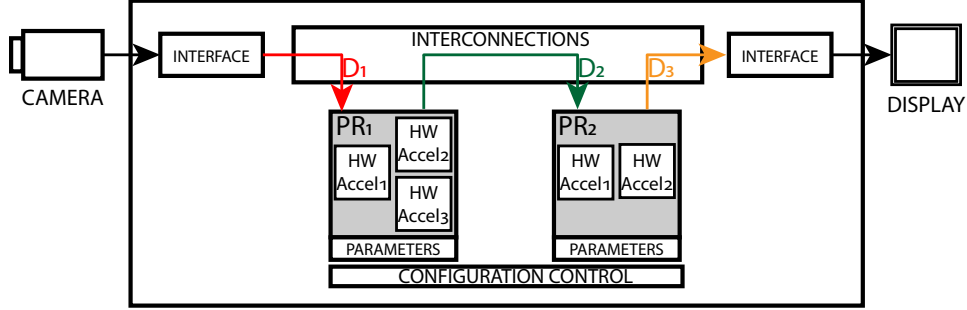 CAMERA
INTERFACE
INTERCONNECTIONS
D1
D2
D3
INTERFACE
DISPLAY
PR1
HW
Accel1
HW
Accel2
HW
Accel3
PARAMETERS
PR2
HW
Accel1
HW
Accel2
PARAMETERS
CONFIGURATION CONTROL